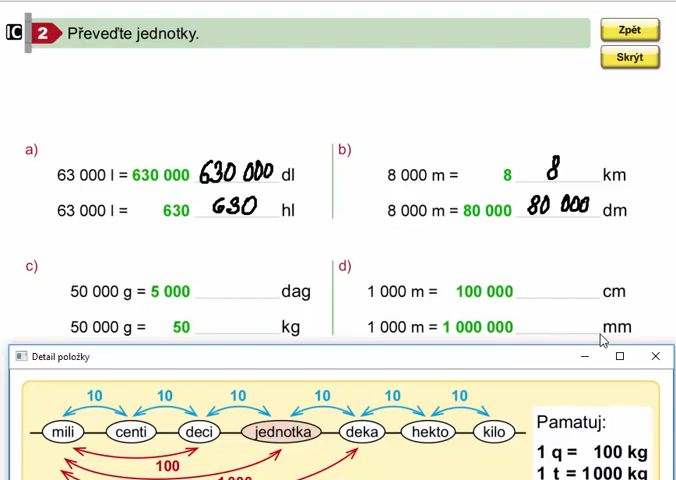 2 Převeďte jednotky.
Zpět
Skrýt
a)
63 000 l = 630 000 630 000 dl
63 000 l = 630 630 hl
b)
8 000 m = 8 8 km
8 000 m = 80 000 80 000 dm
c)
50 000 g = 5 000 dag
50 000 g = 50 kg
d)
1 000 m = 100 000 cm
1 000 m = 1 000 000 mm
Detail položky
10 10 10 10 10 10
mili centi deci jednotka deka hekto kilo
100
Pamatuj:
1 q = 100 kg
1 t = 1000 kg